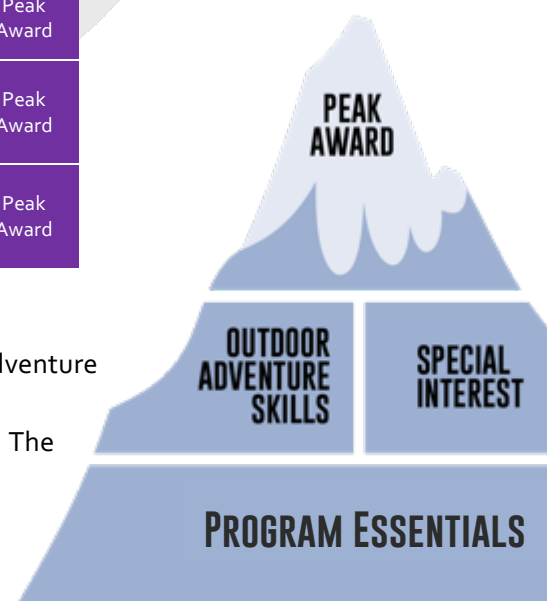 Peak
Award
Peak
Award
Peak
Award
The
PEAK
AWARD
OUTDOOR
ADVENTURE
SKILLS
SPECIAL
INTEREST
PROGRAM ESSENTIALS